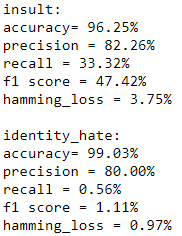 insult:
accuracy= 96.25%
precision = 82.26%
recall = 33.32%
f1 score = 47.42%
hamming_loss = 3.75%
identity_hate:
accuracy= 99.03%
precision = 80.00%
recall = 0.56%
f1 score = 1.11%
hamming_loss = 0.97%